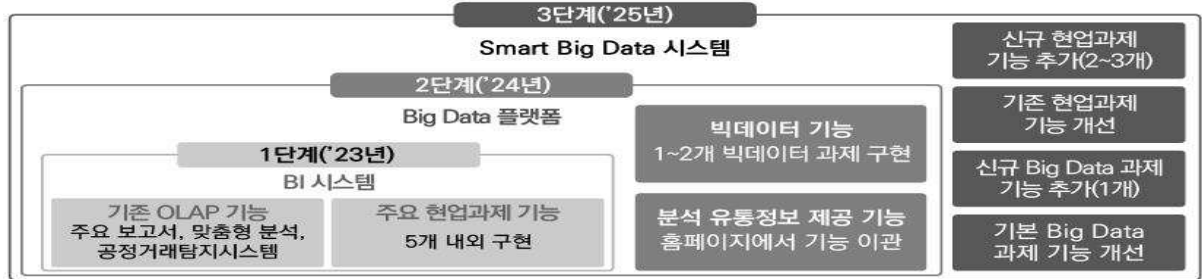 3단계('25년)
Smart Big Data 시스템
2단계('24년)
Big Data 플랫폼
1단계('23년)
BI 시스템
기존 OLAP 기능
주요 보고서, 맞춤형 분석,
공정거래탐지시스템
주요 현업과제 기능
5개 내외 구현
빅데이터 기능
1~2개 빅데이터 과제 구현
분석 유통정보 제공 기능
홈페이지에서 기능 이관
신규 현업과제
기능 추가(2~3개)
기존 현업과제
기능 개선
신규 Big Data 과제
기능 추가(1개)
기본 Big Data
과제 기능 개선